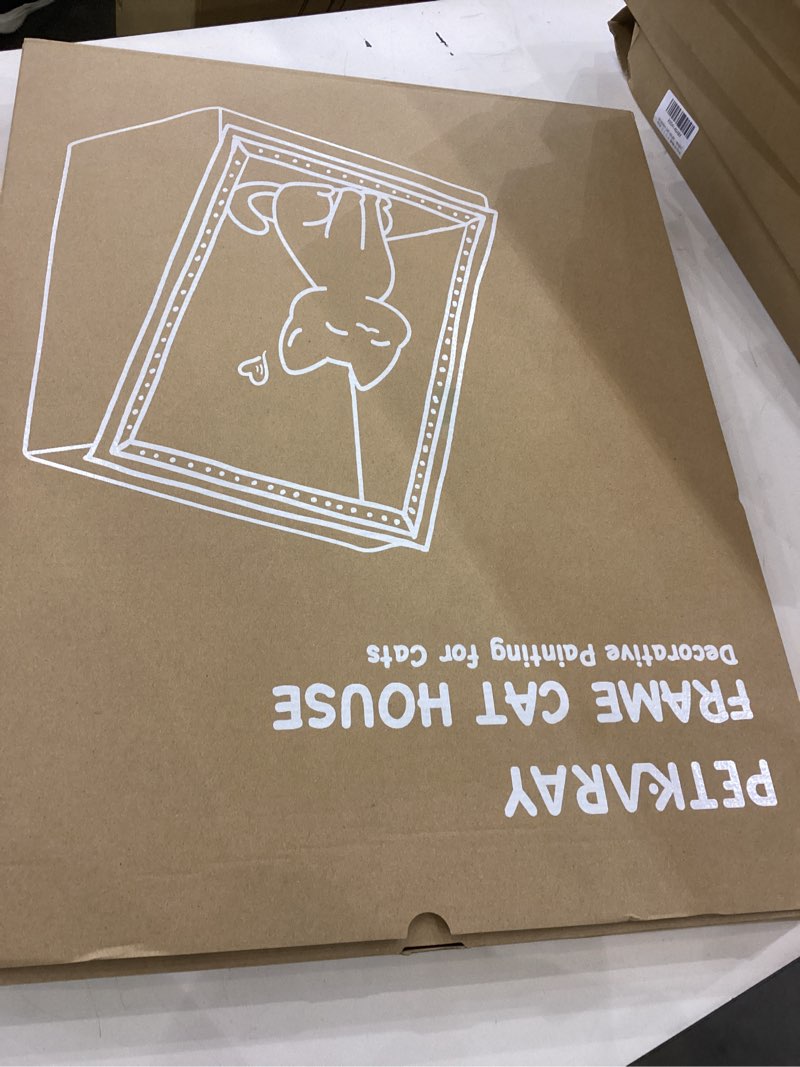 PETKARAY
FRAME CAT HOUSE
Decorative Painting for Cats